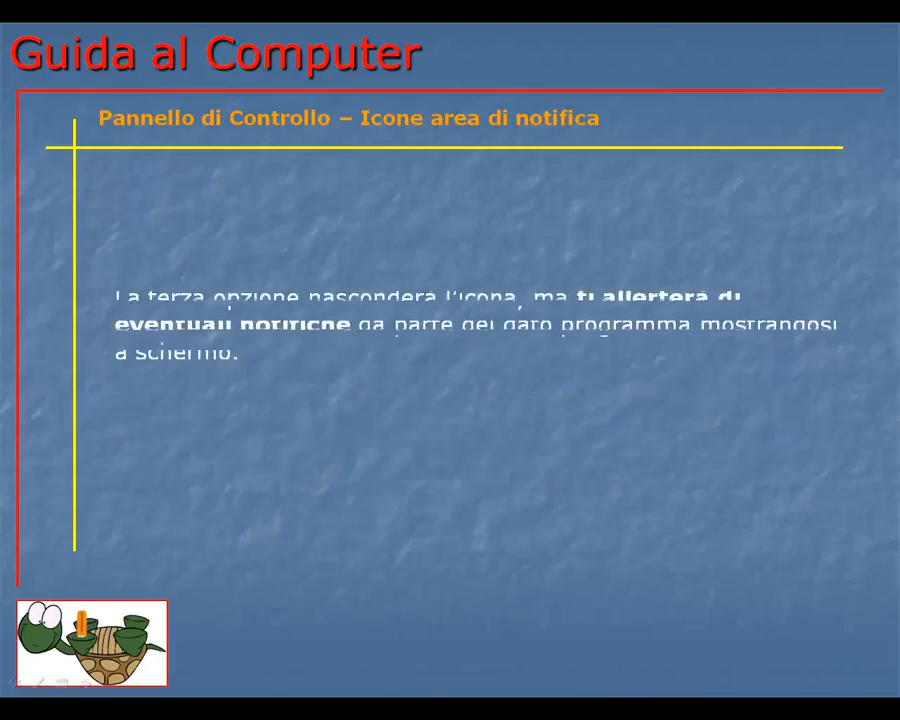 Guida al Computer
Pannello di Controllo – Icone area di notifica
La terza opzione nasconderà l'icona, ma ti allerterà di
eventuali notifiche da parte del dato programma mostrandosi
a schermo.